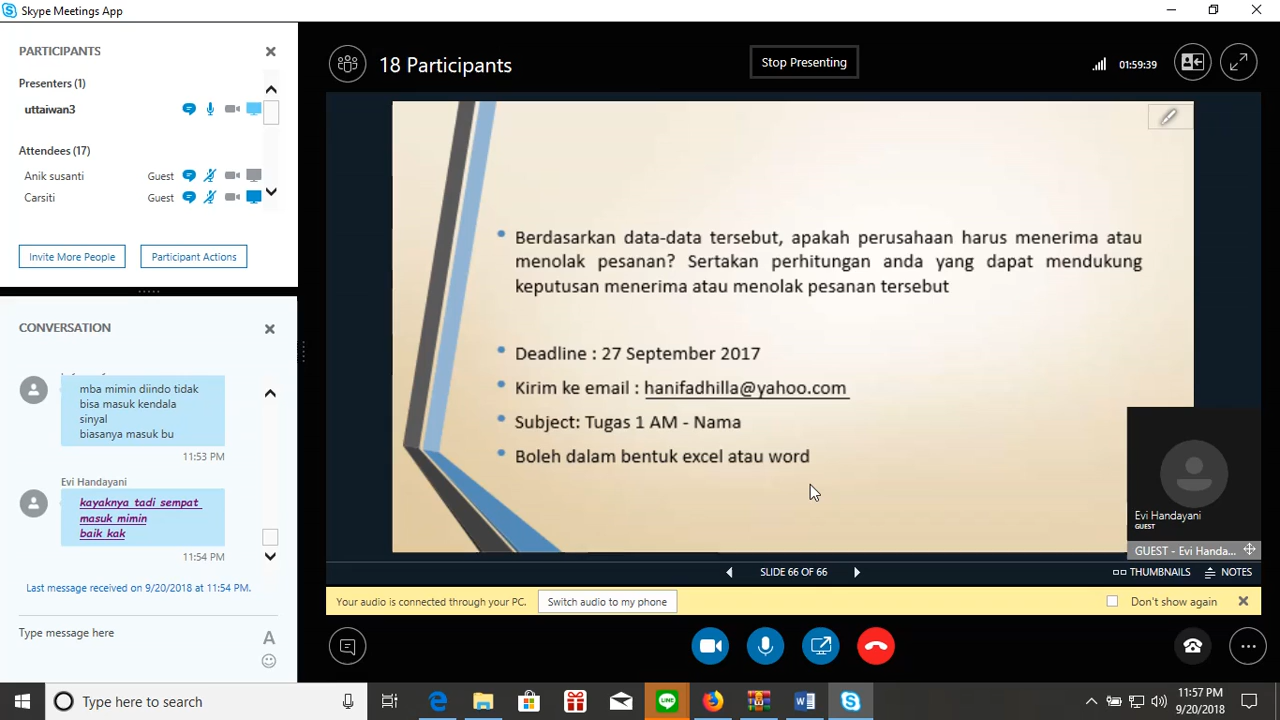 Skype Meetings App
PARTICIPANTS
Presenters (1)
uttaiwan3
Attendees (17)
Anik susanti Guest
Carsiti Guest
Invite More People
Participant Actions
CONVERSATION
mba mimin diindo tidak
bisa masuk kendala
sinyal
biasanya masuk bu
11:53 PM
Evi Handayani
kayaknya tadi sempat
masuk mimin
baik kak
11:54 PM
Last message received on 9/20/2018 at 11:54 PM.
Type message here
A
18 Participants
Stop Presenting
01:59:39
Berdasarkan data-data tersebut, apakah perusahaan harus menerima atau
menolak pesanan? Sertakan perhitungan anda yang dapat mendukung
keputusan menerima atau menolak pesanan tersebut
Deadline : 27 September 2017
Kirim ke email : hanifadhilla@yahoo.com
Subject: Tugas 1 AM - Nama
Boleh dalam bentuk excel atau word
Evi Handayani
GUEST
GUEST - Evi Handa...
SLIDE 66 OF 66
THUMBNAILS
NOTES
Your audio is connected through your PC.
Switch audio to my phone
Don't show again
Type here to search
LINE
11:57 PM
9/20/2018